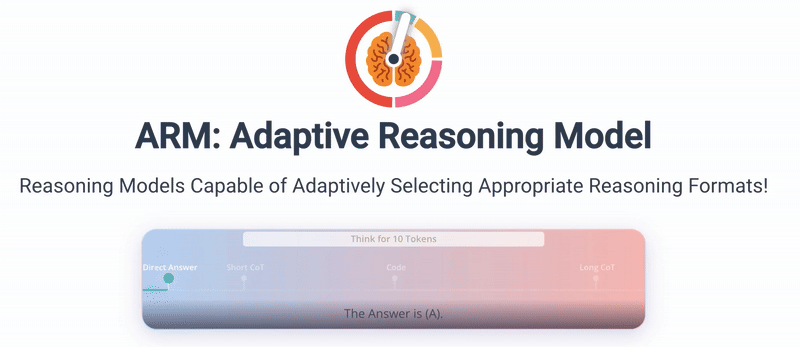 ARM: Adaptive Reasoning Model
Reasoning Models Capable of Adaptively Selecting Appropriate Reasoning Formats!
Think for 10 Tokens
Direct Answer Short CoT Code Long CoT
The Answer is (A).